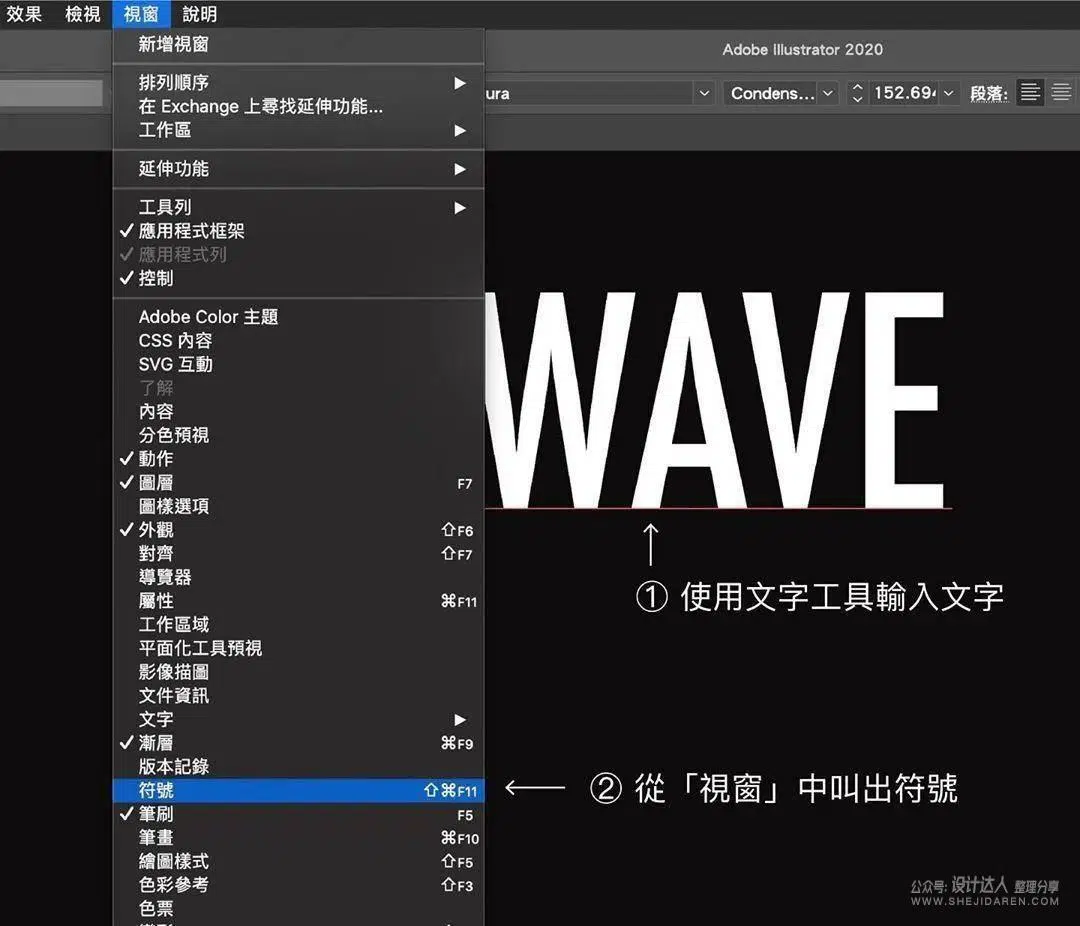 效果 檢視 視窗 說明
新增視窗
Adobe Illustrator 2020
排列順序 ▶
在 Exchange 上尋找延伸功能...
ura Condens... 152.69 段落:
工作區 ▶
延伸功能 ▶
工具列 ▶
✓ 應用程式框架
✓ 應用程式列
✓ 控制
Adobe Color 主題
CSS 內容
SVG 互動
了解
內容
分色預視
✓ 動作
✓ 圖層 F7
圖樣選項
✓ 外觀 ⇧F6
對齊 ⇧F7
導覽器
屬性 ⌘F11
工作區域
平面化工具預視
影像描圖
文件資訊
文字 ▶
✓ 漸層 ⌘F9
版本記錄
符號 ⇧⌘F11
✓ 筆刷 F5
筆畫 ⌘F10
繪圖樣式 ⇧F5
色彩參考 ⇧F3
色票
WAVE
① 使用文字工具輸入文字
② 從「視窗」中叫出符號
公众号: 设计达人 整理分享
WWW.SHEJIDAREN.COM